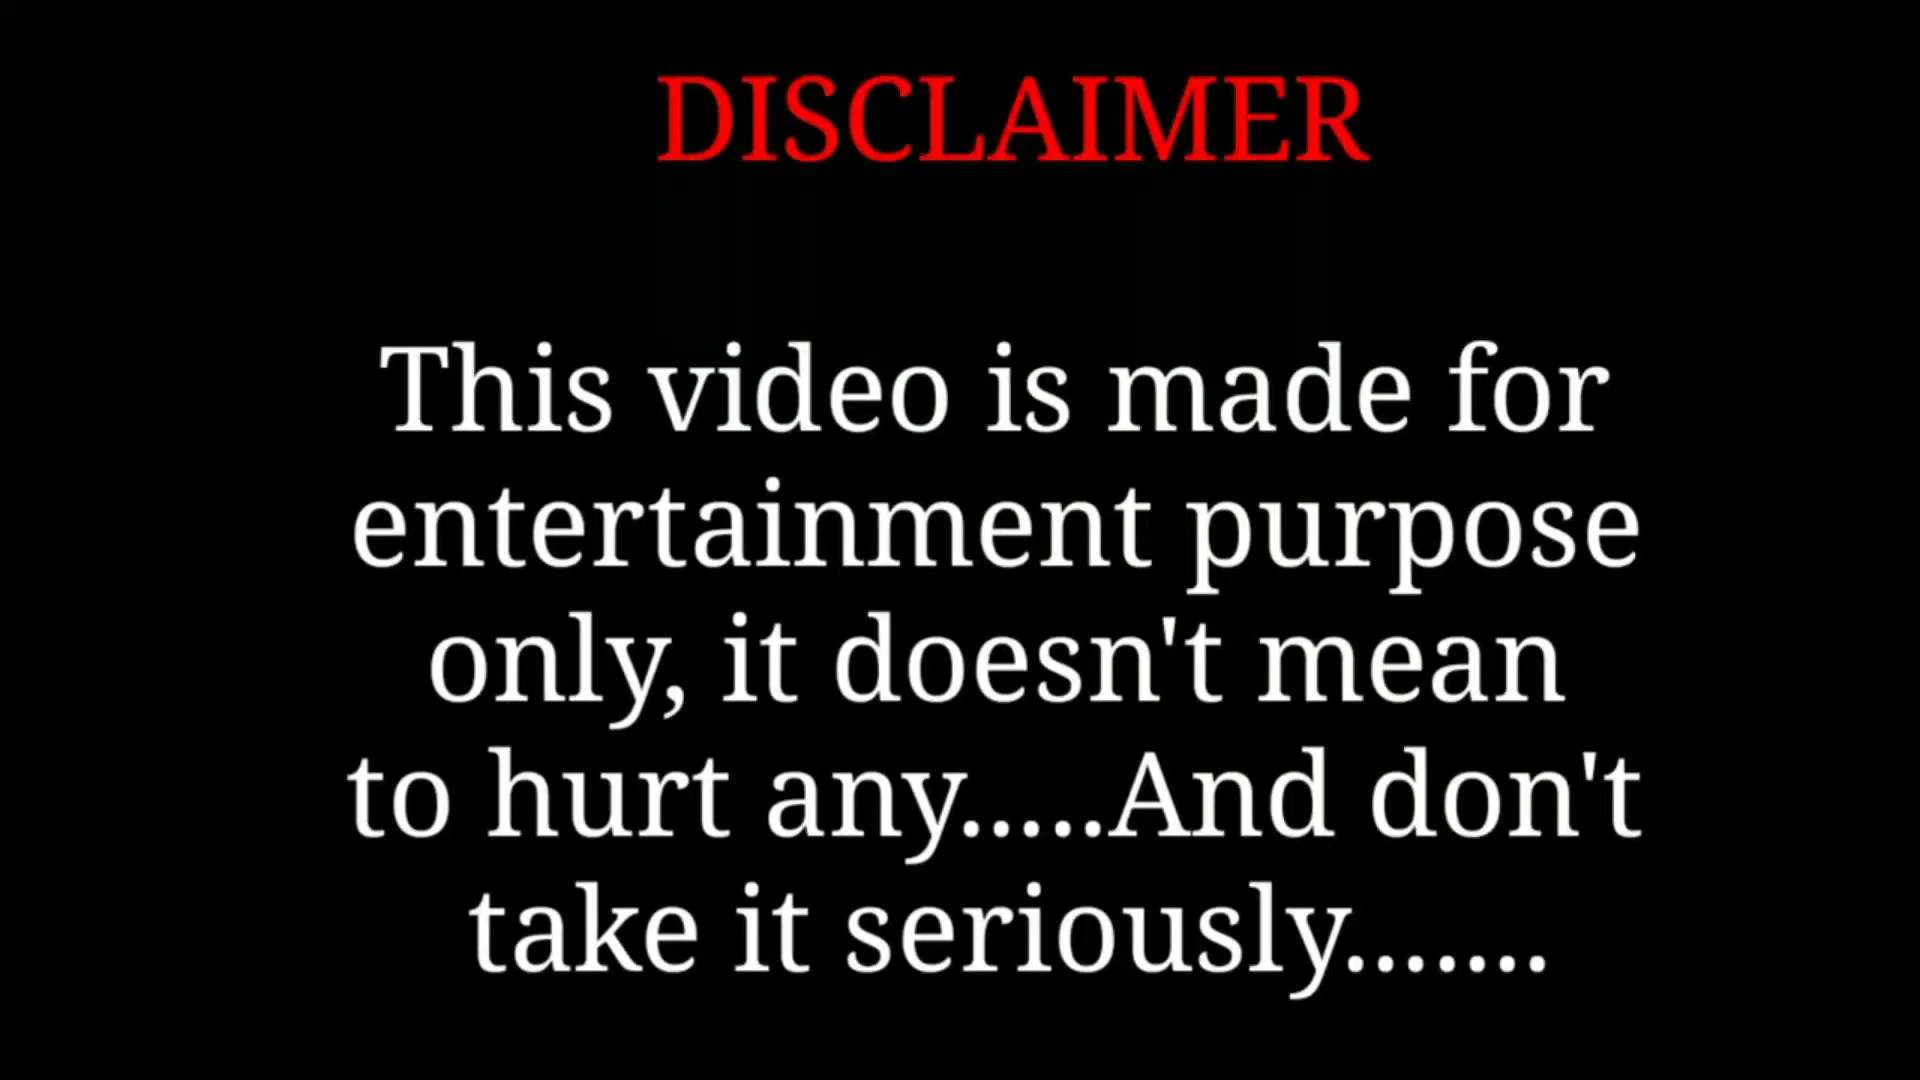 DISCLAIMER
This video is made for
entertainment purpose
only, it doesn't mean
to hurt any.....And don't
take it seriously.......